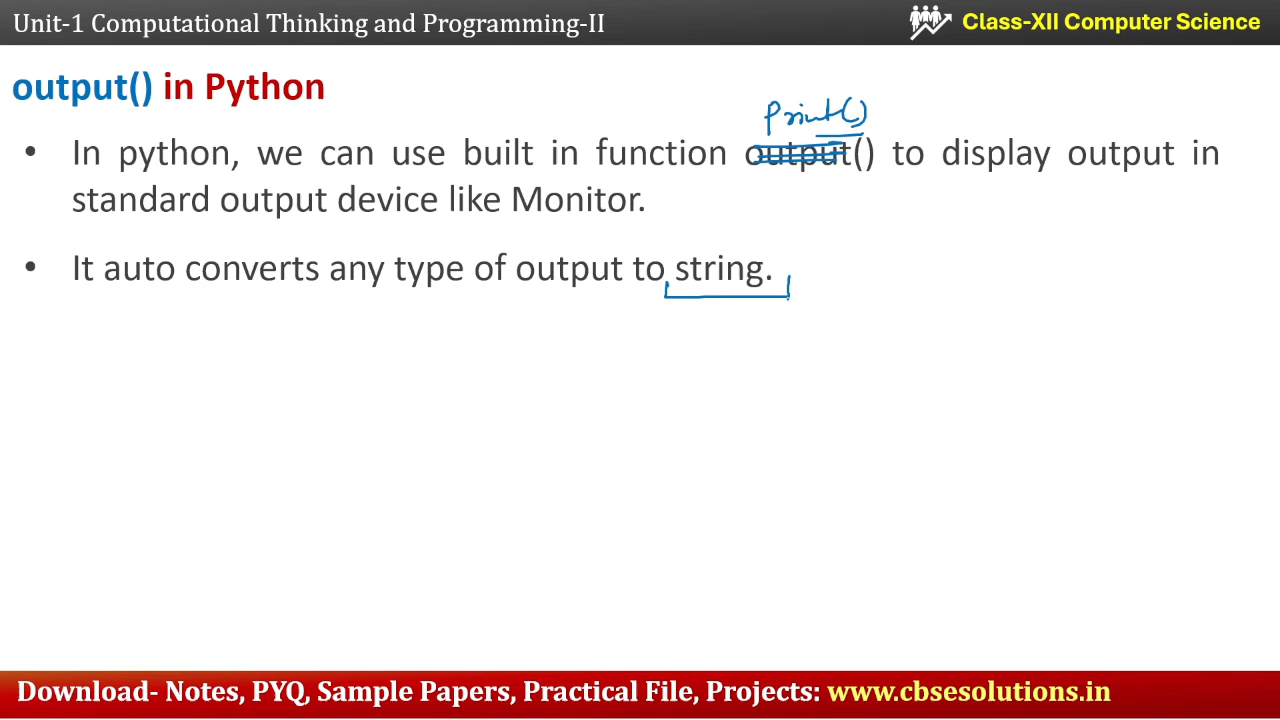 Unit-1 Computational Thinking and Programming-II
Class-XII Computer Science
output() in Python
print()
• In python, we can use built in function output() to display output in
standard output device like Monitor.
• It auto converts any type of output to string.
Download- Notes, PYQ, Sample Papers, Practical File, Projects: www.cbsesolutions.in